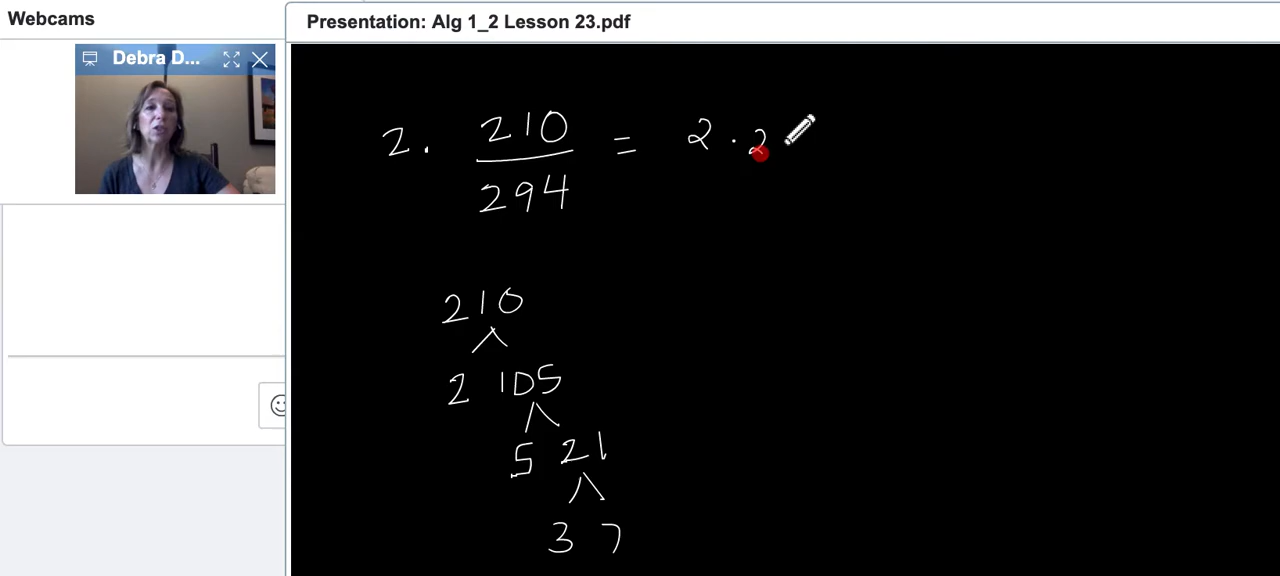 Webcams
Presentation: Alg 1_2 Lesson 23.pdf
Debra D...
2. 210/294 = 2 · 2
210
2 105
5 21
3 7